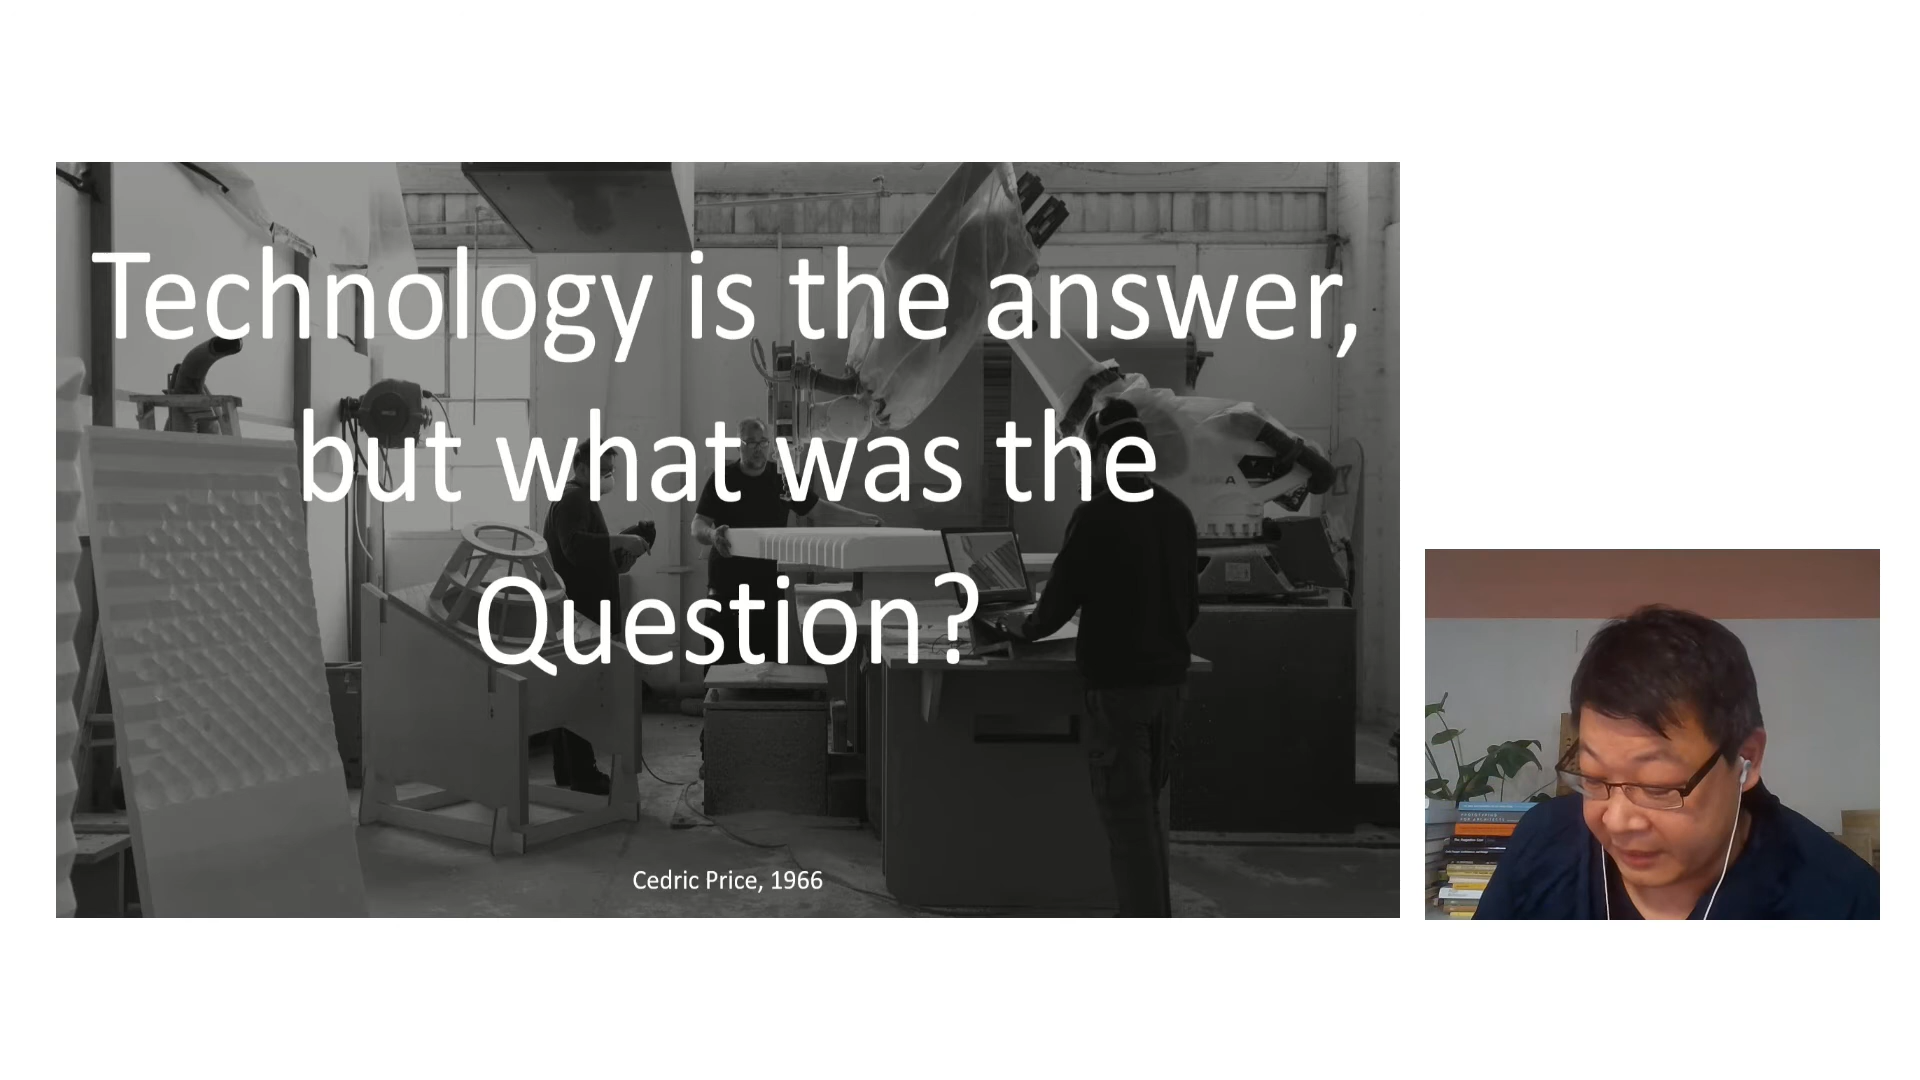 Technology is the answer,
but what was the
Question?
Cedric Price, 1966